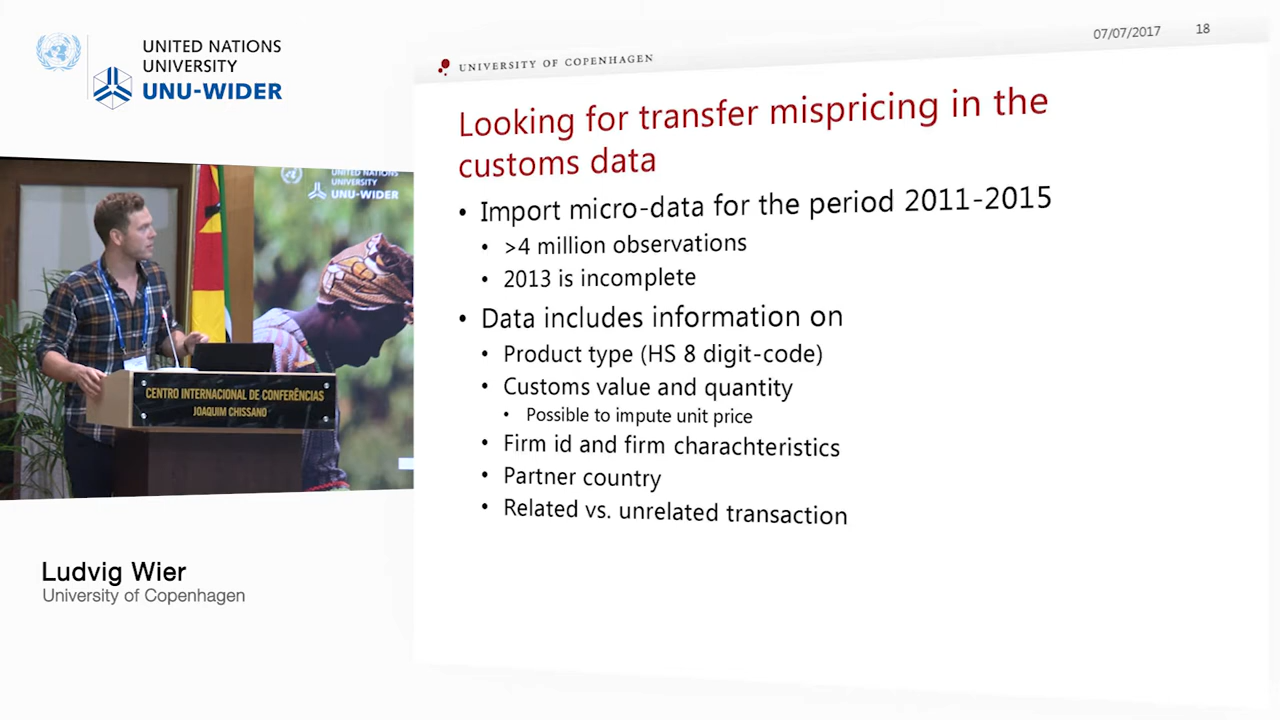 UNITED NATIONS
UNIVERSITY
UNU-WIDER
UNITED NATIONS
UNIVERSITY
UNU-WIDER
CENTRO INTERNACIONAL DE CONFERÊNCIAS
JOAQUIM CHISSANO
Ludvig Wier
University of Copenhagen
UNIVERSITY OF COPENHAGEN
07/07/2017 18
Looking for transfer mispricing in the
customs data
• Import micro-data for the period 2011-2015
• >4 million observations
• 2013 is incomplete
• Data includes information on
• Product type (HS 8 digit-code)
• Customs value and quantity
• Possible to impute unit price
• Firm id and firm charachteristics
• Partner country
• Related vs. unrelated transaction